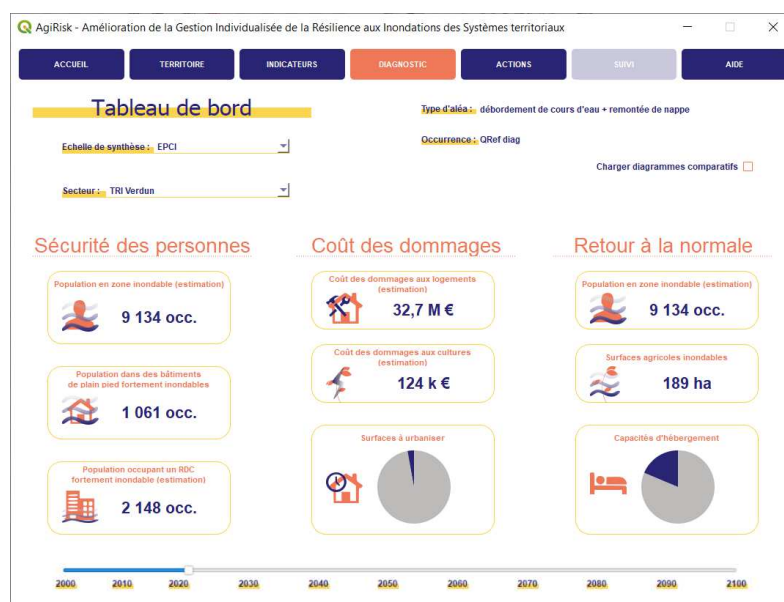 AgiRisk - Amélioration de la Gestion Individualisée de la Résilience aux Inondations des Systèmes territoriaux
ACCUEIL TERRITOIRE INDICATEURS DIAGNOSTIC ACTIONS SUIVI AIDE
Tableau de bord
Type d'aléa : débordement de cours d'eau + remontée de nappe
Echelle de synthèse : EPCI
Occurrence : QRef diag
Charger diagrammes comparatifs
Secteur : TRI Verdun
Sécurité des personnes
Population en zone inondable (estimation)
9 134 occ.
Population dans des bâtiments
de plain pied fortement inondables
1 061 occ.
Population occupant un RDC
fortement inondable (estimation)
2 148 occ.
Coût des dommages
Coût des dommages aux logements
(estimation)
32,7 M €
Coût des dommages aux cultures
(estimation)
124 k €
Surfaces à urbaniser
Retour à la normale
Population en zone inondable (estimation)
9 134 occ.
Surfaces agricoles inondables
189 ha
Capacités d'hébergement
2000 2010 2020 2030 2040 2050 2060 2070 2080 2090 2100